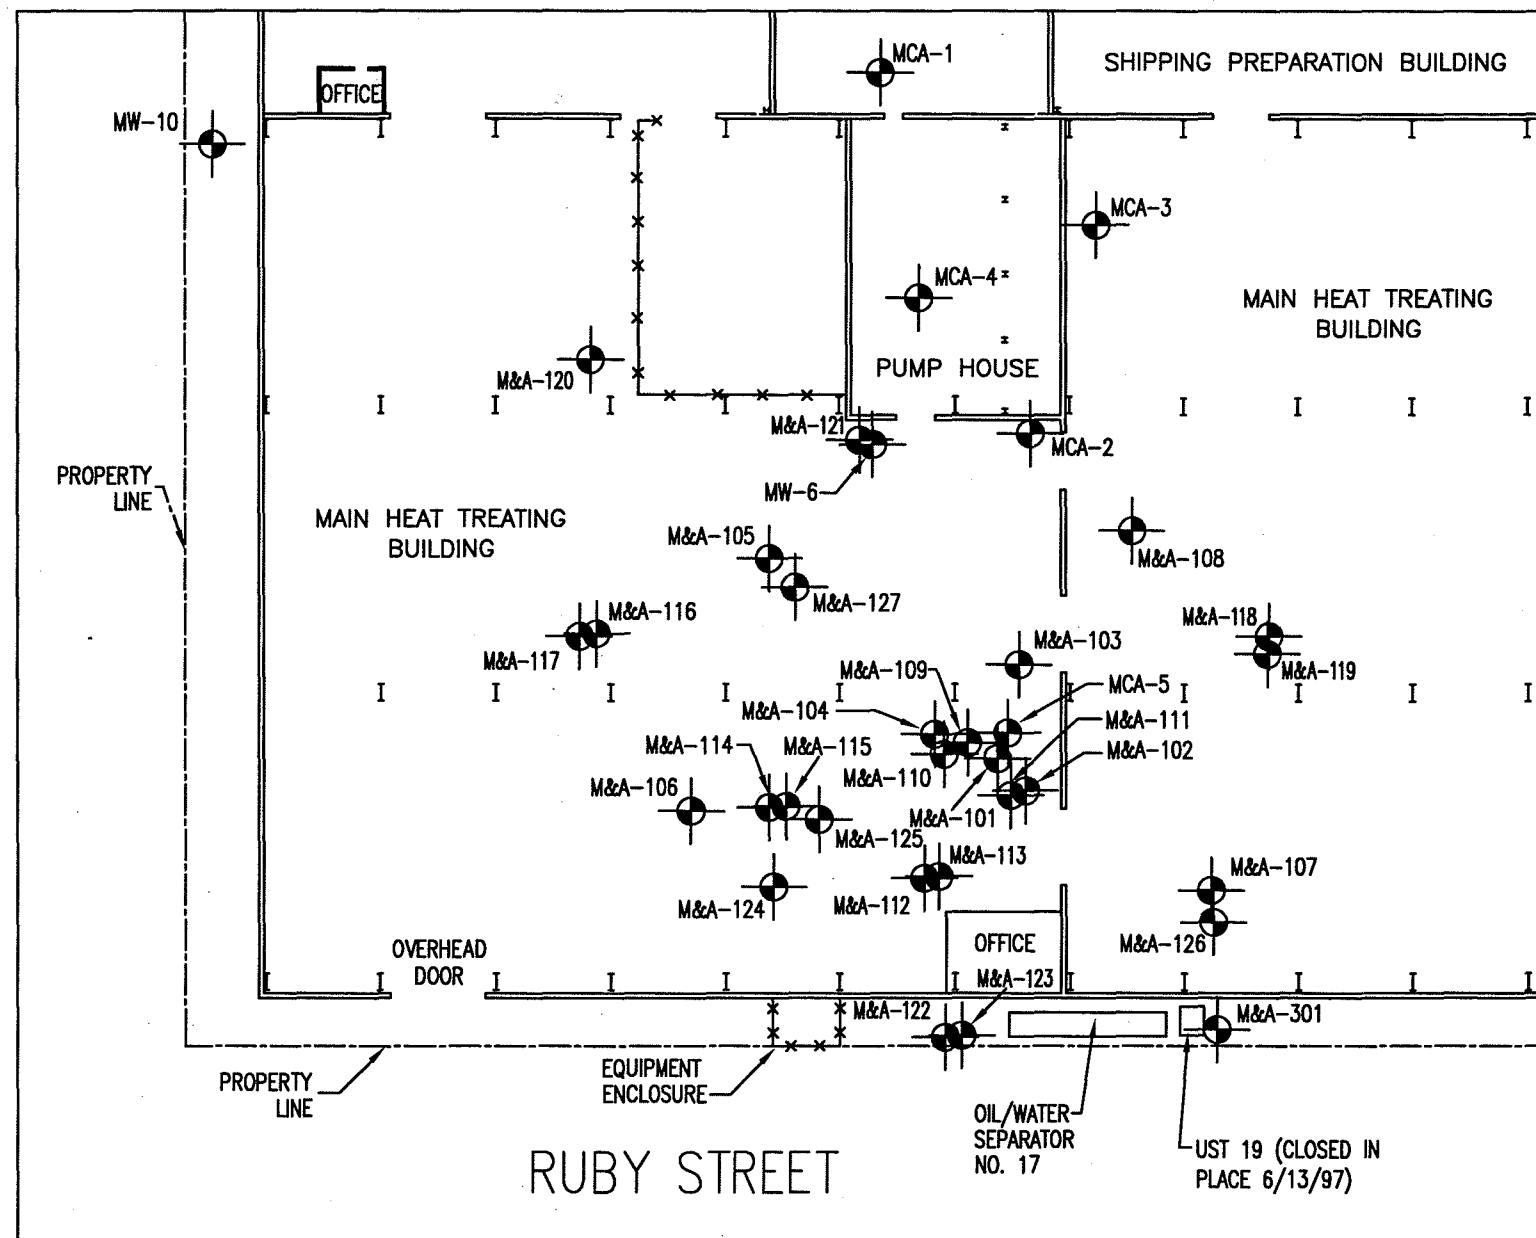 MCA-1
SHIPPING PREPARATION BUILDING
OFFICE
MW-10
MCA-3
MCA-4
MAIN HEAT TREATING
BUILDING
PUMP HOUSE
M&A-120
M&A-121
MCA-2
MW-6
PROPERTY
LINE
MAIN HEAT TREATING
BUILDING
M&A-105
M&A-108
M&A-127
M&A-116
M&A-118
M&A-117
M&A-103
M&A-119
M&A-109
MCA-5
M&A-104
M&A-111
M&A-114
M&A-115
M&A-102
M&A-110
M&A-106
M&A-101
M&A-125
M&A-113
M&A-107
M&A-124
M&A-112
OVERHEAD
DOOR
OFFICE
M&A-126
M&A-123
M&A-122
M&A-301
EQUIPMENT
ENCLOSURE
PROPERTY
LINE
OIL/WATER
SEPARATOR
NO. 17
UST 19 (CLOSED IN
PLACE 6/13/97)
RUBY STREET